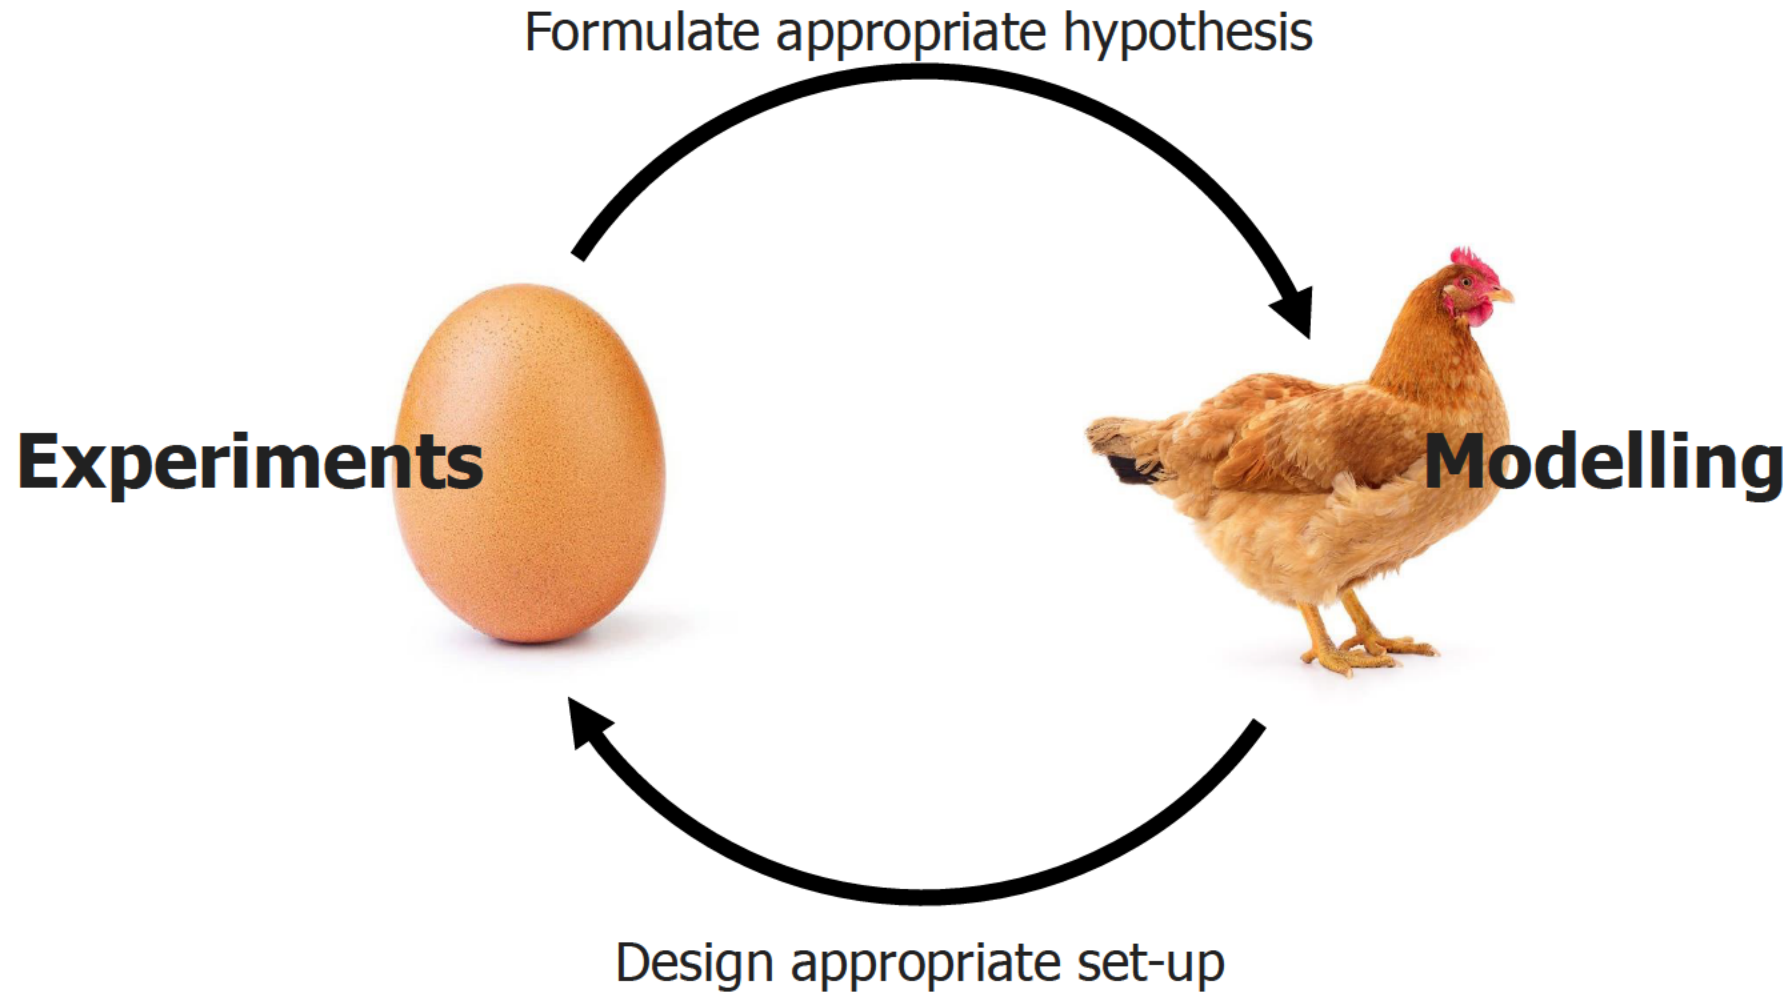 Formulate appropriate hypothesis
Experiments
Modelling
Design appropriate set-up